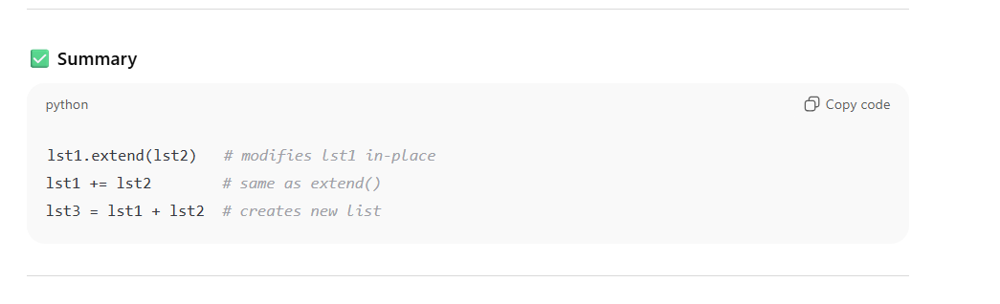 ✅ Summary
python
Copy code
lst1.extend(lst2)   # modifies lst1 in-place
lst1 += lst2        # same as extend()
lst3 = lst1 + lst2  # creates new list